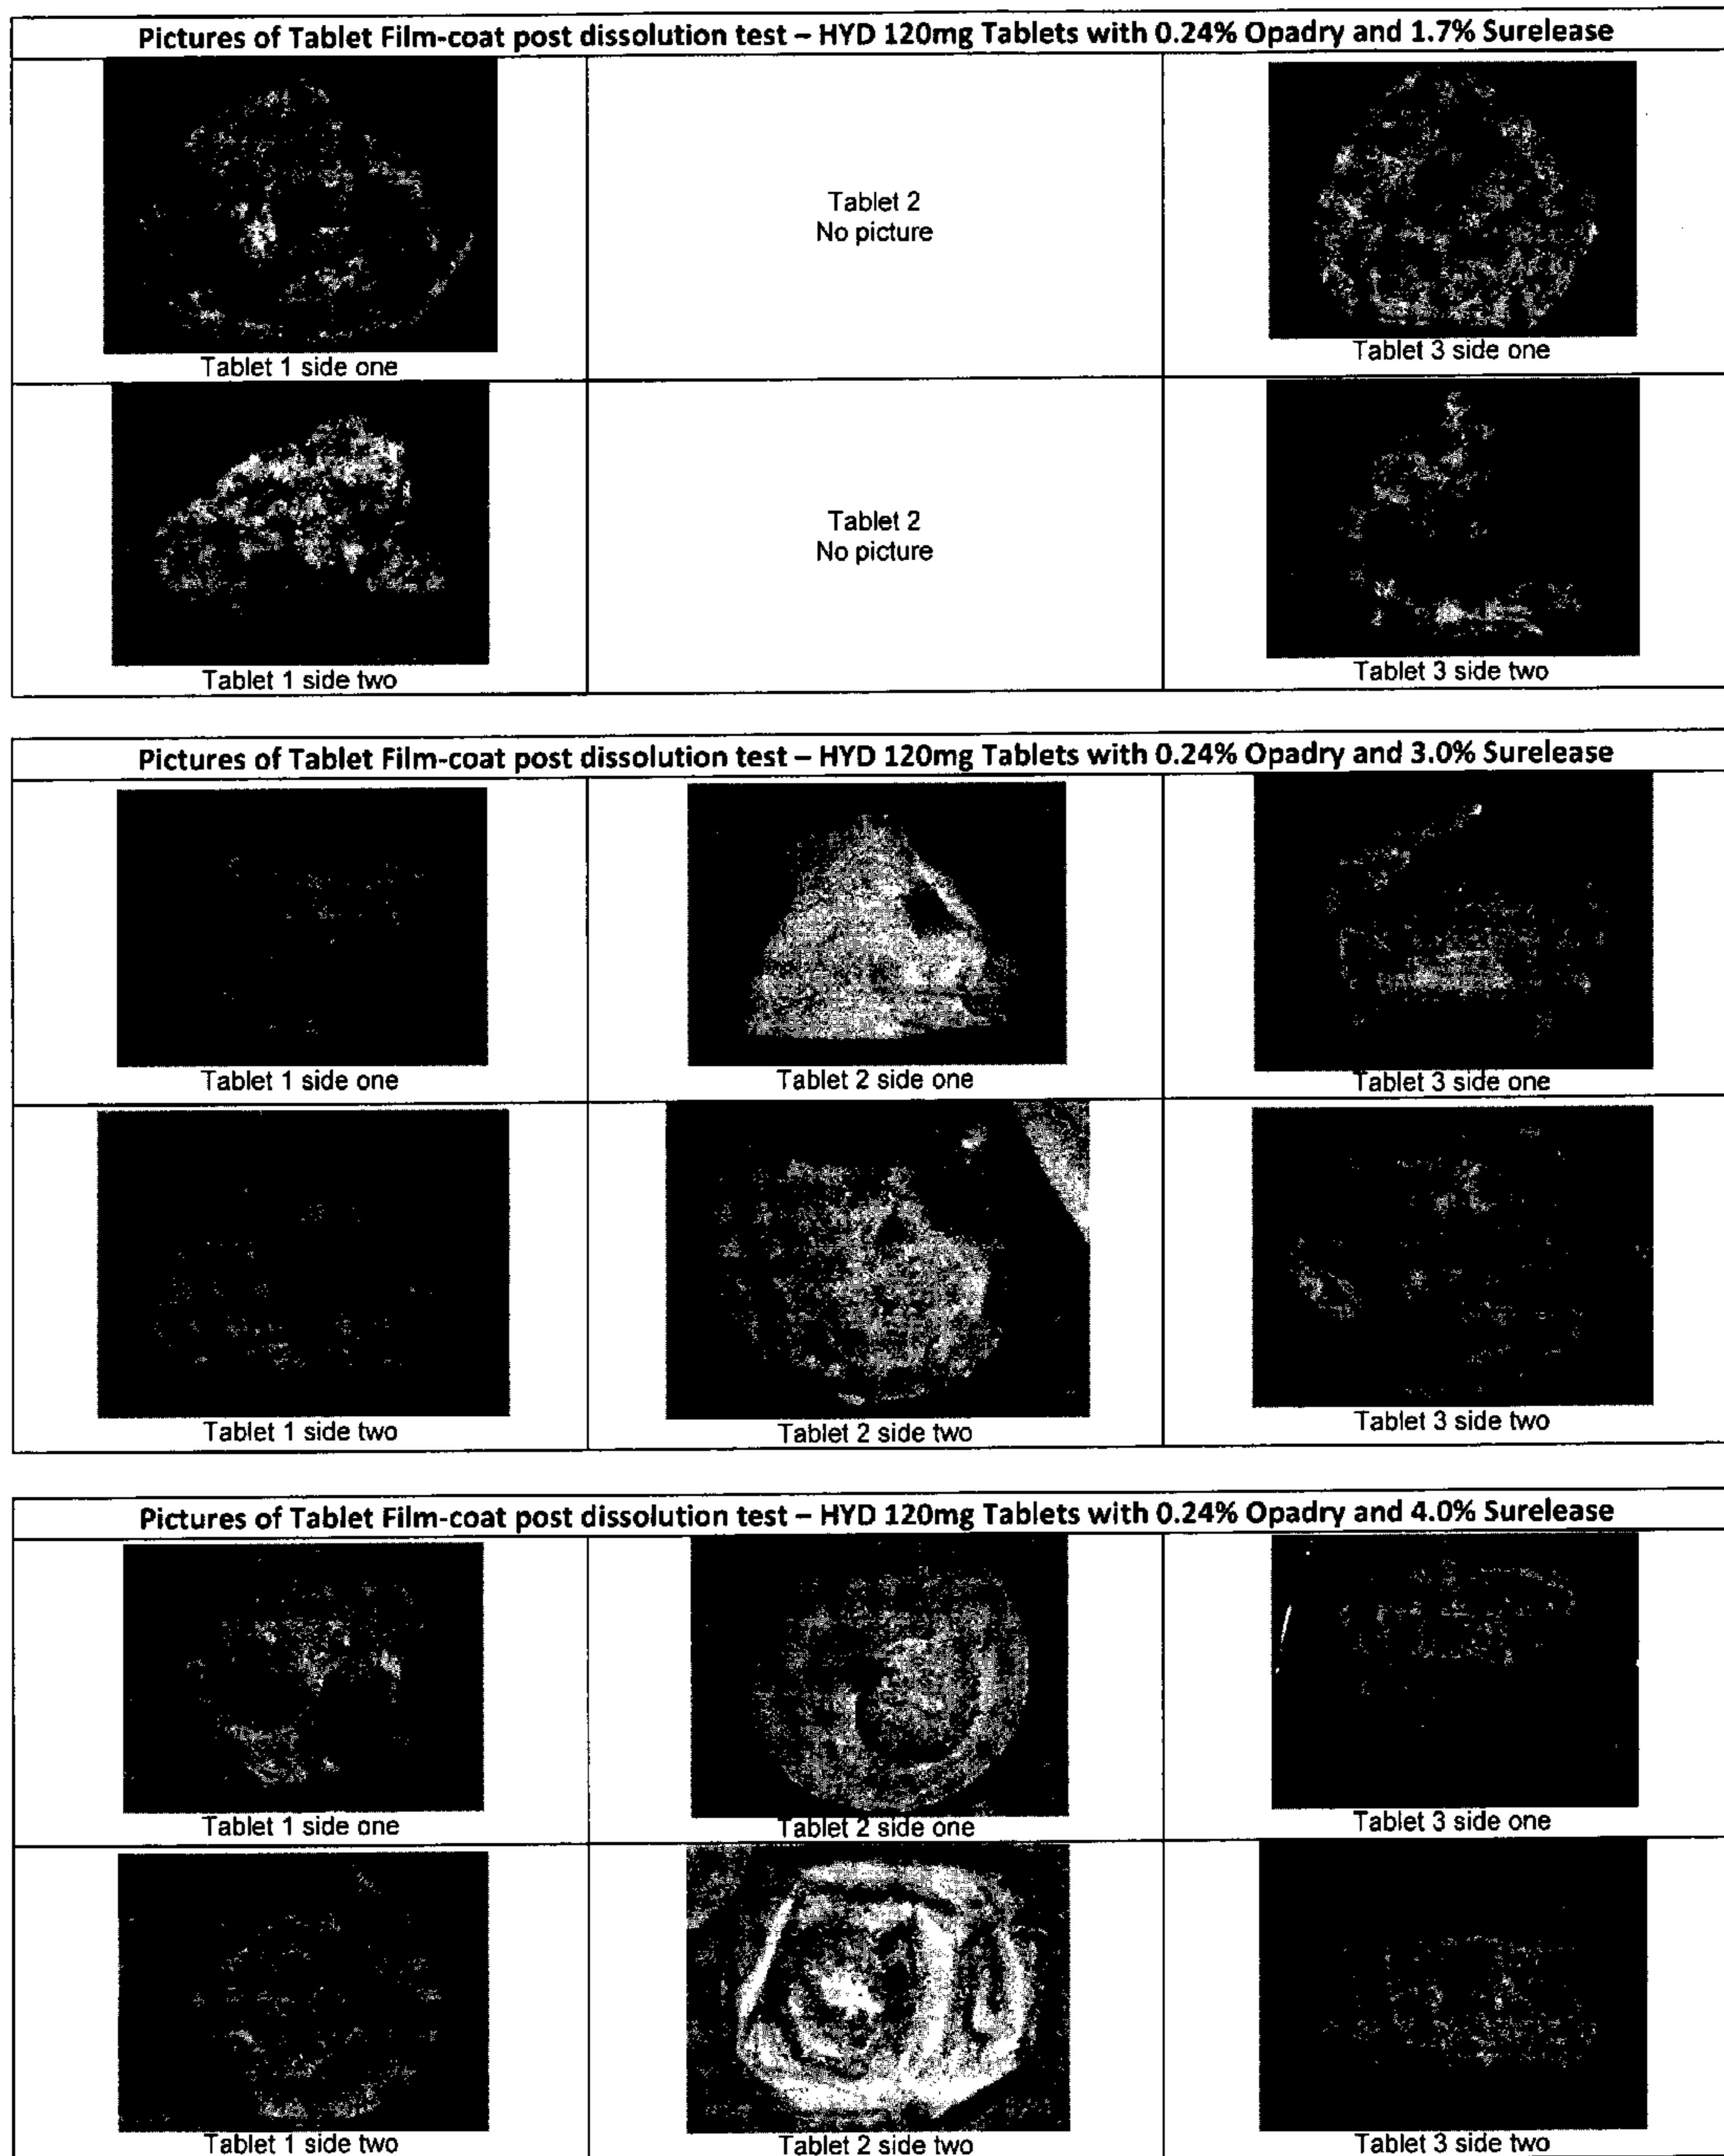 Pictures of Tablet Film-coat post dissolution test – HYD 120mg Tablets with 0.24% Opadry and 1.7% Surelease
Tablet 1 side one
Tablet 2
No picture
Tablet 3 side one
Tablet 1 side two
Tablet 2
No picture
Tablet 3 side two
Pictures of Tablet Film-coat post dissolution test – HYD 120mg Tablets with 0.24% Opadry and 3.0% Surelease
Tablet 1 side one
Tablet 2 side one
Tablet 3 side one
Tablet 1 side two
Tablet 2 side two
Tablet 3 side two
Pictures of Tablet Film-coat post dissolution test – HYD 120mg Tablets with 0.24% Opadry and 4.0% Surelease
Tablet 1 side one
Tablet 2 side one
Tablet 3 side one
Tablet 1 side two
Tablet 2 side two
Tablet 3 side two